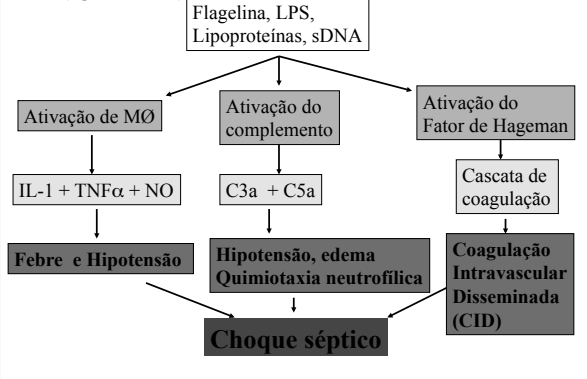 Flagelina, LPS,
Lipoproteínas, sDNA
Ativação de MØ
Ativação do
complemento
Ativação do
Fator de Hageman
IL-1 + TNFα + NO
C3a + C5a
Cascata de
coagulação
Febre e Hipotensão
Hipotensão, edema
Quimiotaxia neutrofílica
Coagulação
Intravascular
Disseminada
(CID)
Choque séptico